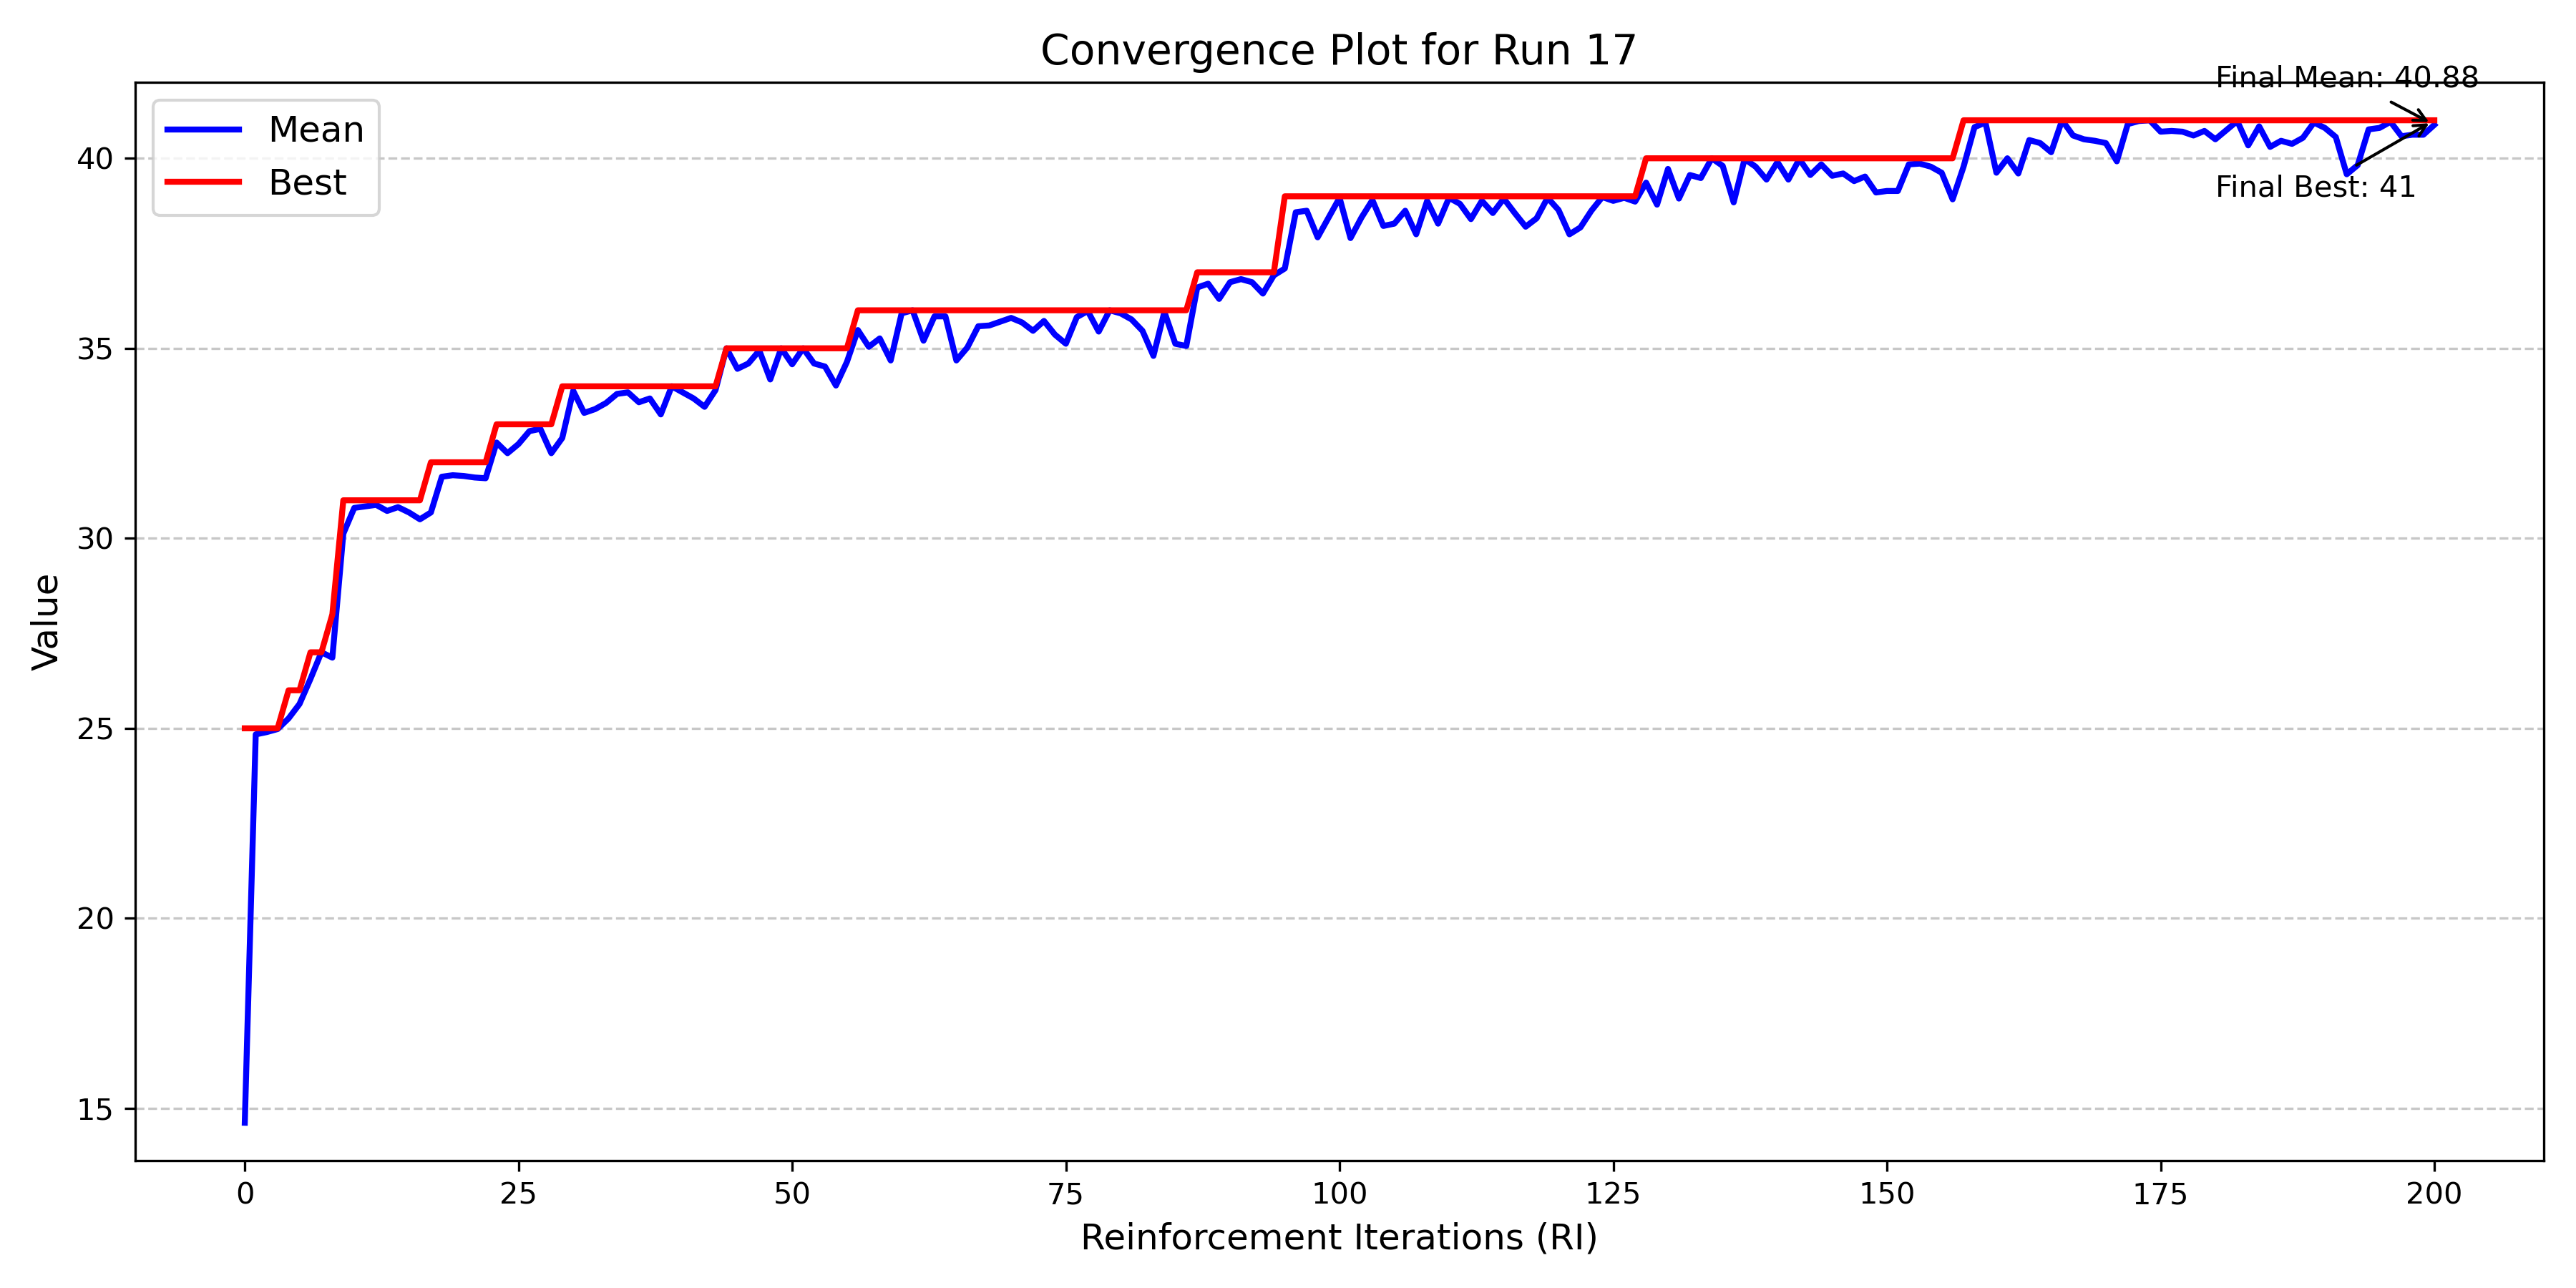 Convergence Plot for Run 17
Final Mean: 40.88
Mean
Best
Final Best: 41
40
35
30
25
20
15
Value
0 25 50 75 100 125 150 175 200
Reinforcement Iterations (RI)